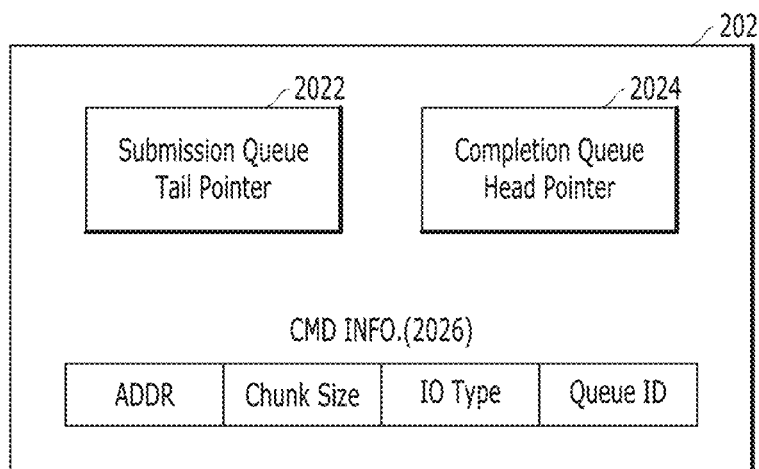 202
2022
2024
Submission Queue
Tail Pointer
Completion Queue
Head Pointer
CMD INFO.(2026)
ADDR
Chunk Size
IO Type
Queue ID